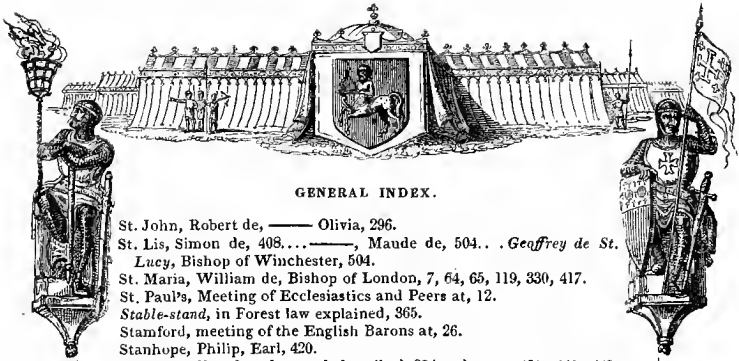 GENERAL INDEX.
St. John, Robert de, —— Olivia, 296.
St. Lis, Simon de, 408....——, Maude de, 504.. .Geoffrey de St.
Lucy, Bishop of Winchester, 504.
St. Maria, William de, Bishop of London, 7, 64, 65, 119, 330, 417.
St. Paul's, Meeting of Ecclesiastics and Peers at, 12.
Stable-stand, in Forest law explained, 365.
Stamford, meeting of the English Barons at, 26.
Stanhope, Philip, Earl, 420.